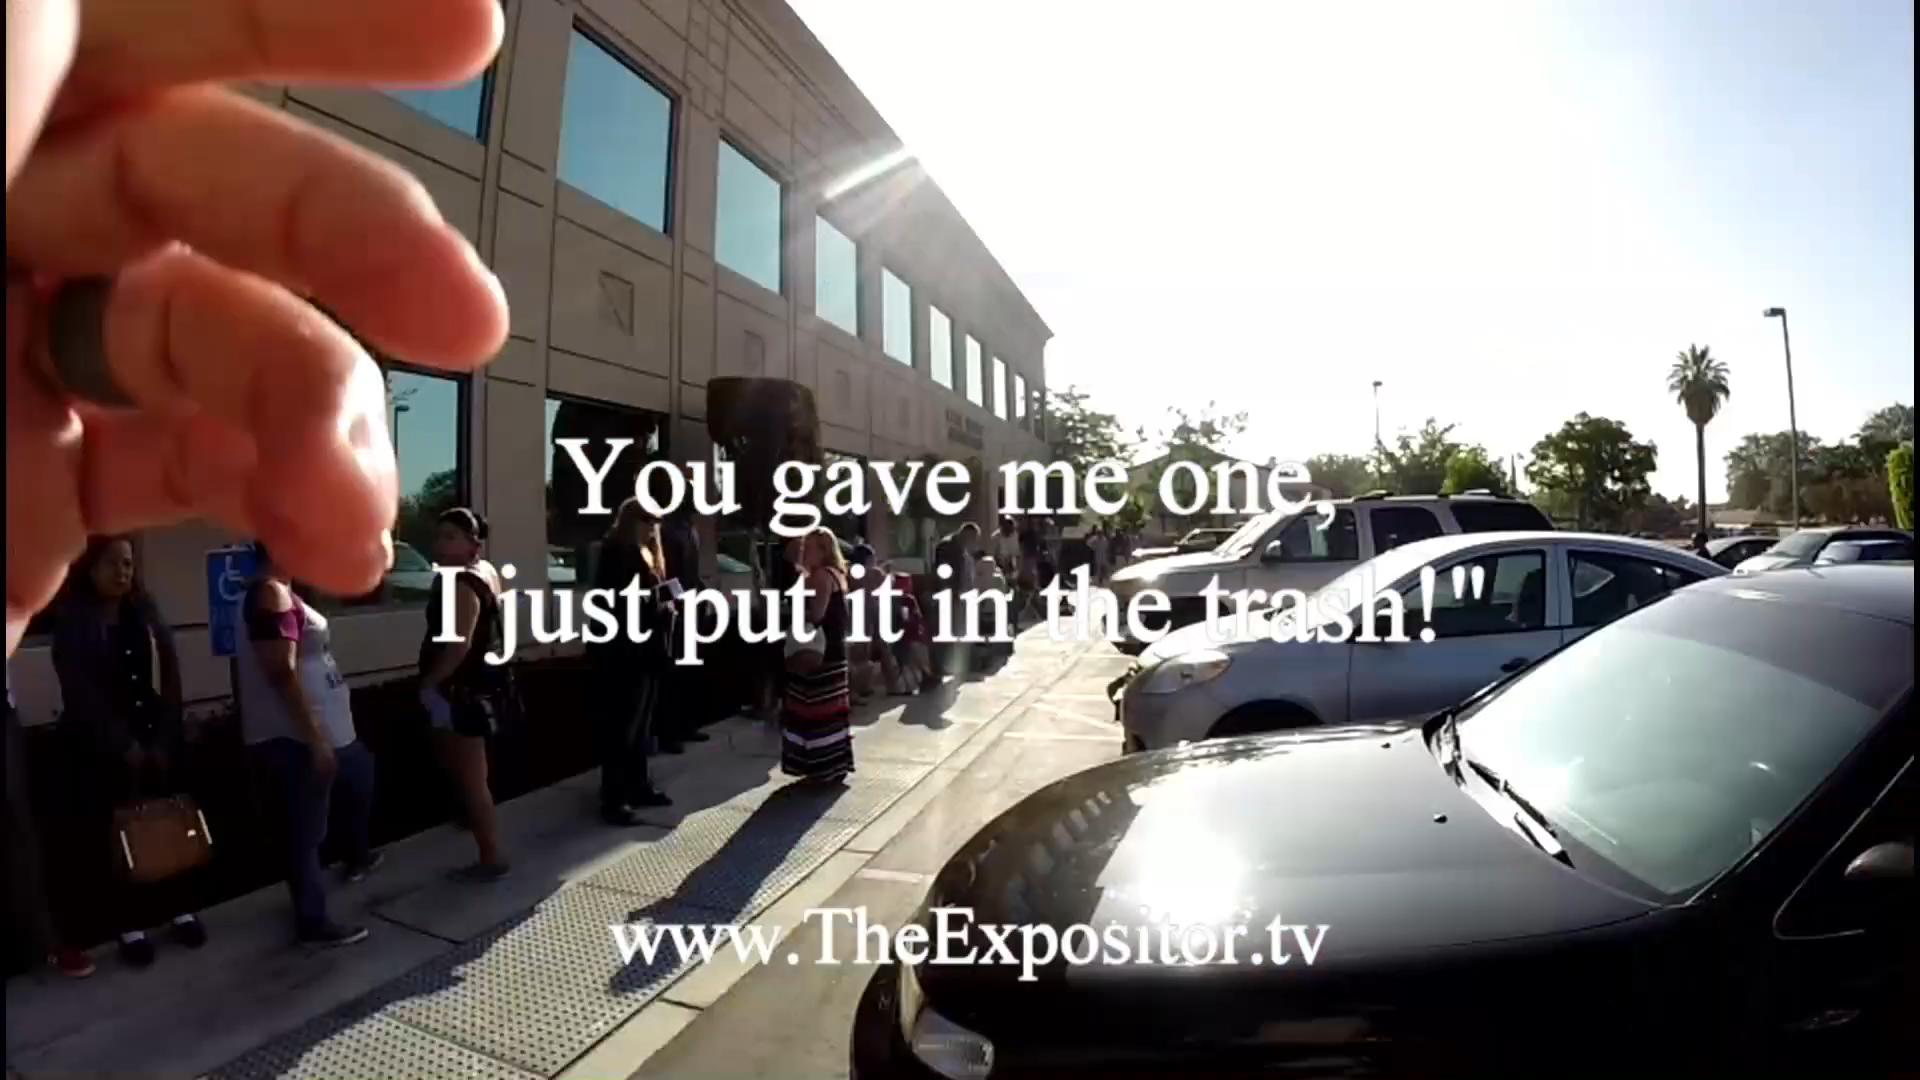 You gave me one,
I just put it in the trash!"
www.TheExpositor.tv